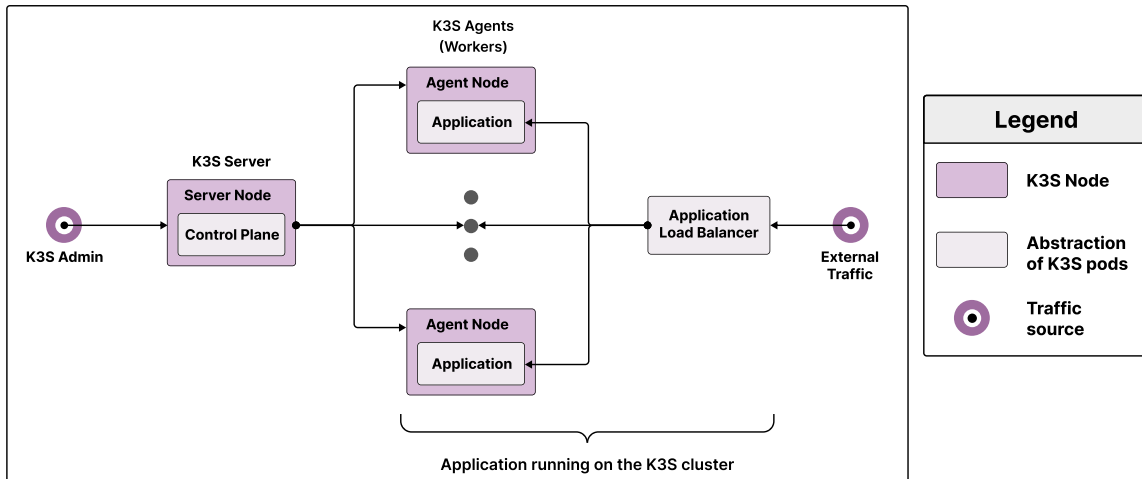 K3S Agents
(Workers)
Agent Node
Application
K3S Server
Server Node
Control Plane
K3S Admin
Application
Load Balancer
External
Traffic
Agent Node
Application
Application running on the K3S cluster
Legend
K3S Node
Abstraction
of K3S pods
Traffic
source